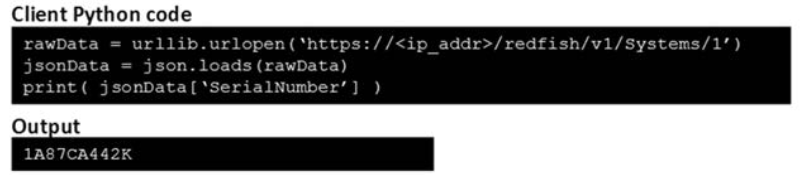 Client Python code
rawData = urllib.urlopen(‘https://<ip_addr>/redfish/v1/Systems/1’)
jsonData = json.loads(rawData)
print( jsonData[‘SerialNumber’] )
Output
1A87CA442K